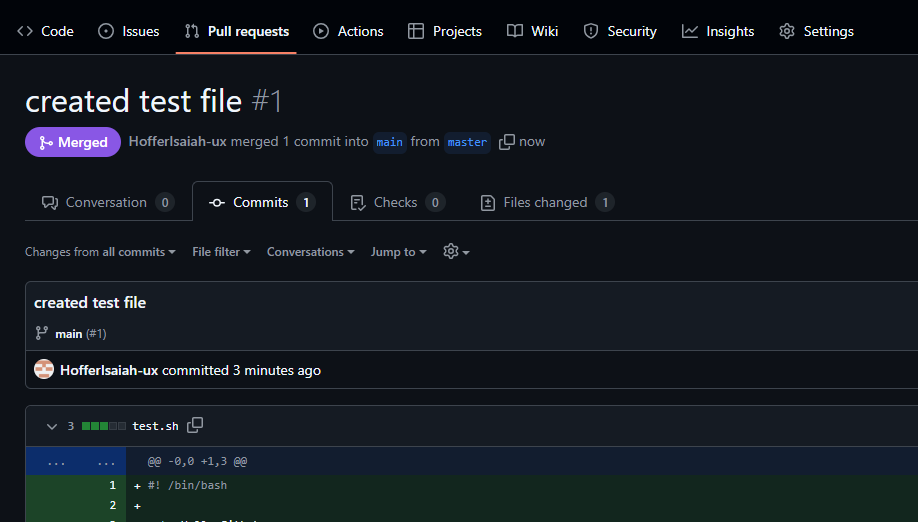 Code Issues Pull requests Actions Projects Wiki Security Insights Settings
created test file #1
Merged HofferIsaiah-ux merged 1 commit into main from master now
Conversation 0 Commits 1 Checks 0 Files changed 1
Changes from all commits File filter Conversations Jump to
created test file
main (#1)
HofferIsaiah-ux committed 3 minutes ago
3 test.sh
... ... @@ -0,0 +1,3 @@
1 + #! /bin/bash
2 +